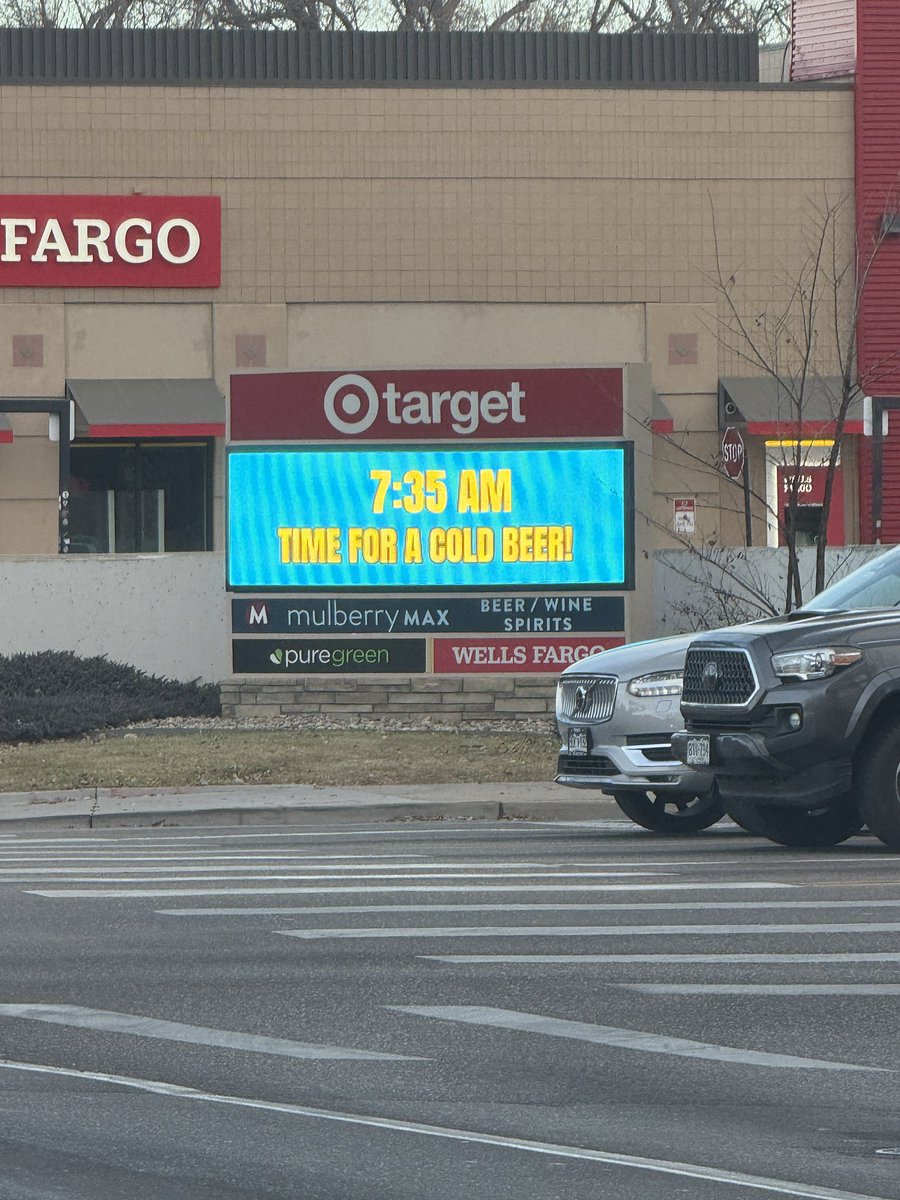 FARGO
target
7:35 AM
TIME FOR A COLD BEER!
STOP
M mulberry MAX BEER/WINE
SPIRITS
puregreen WELLS FARGO